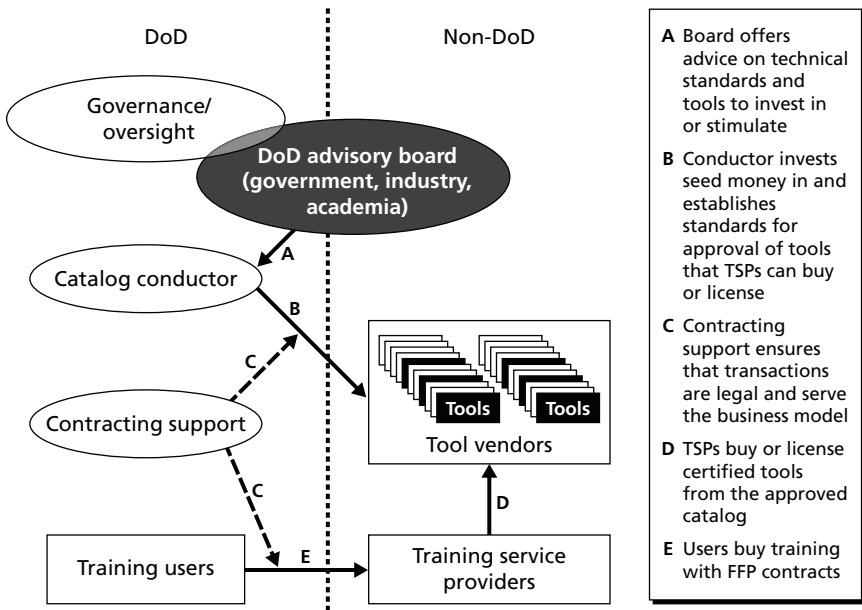 DoD
Non-DoD
Governance/
oversight
DoD advisory board
(government, industry,
academia)
A
Catalog conductor
B
C
Contracting support
Tools
Tools
Tool vendors
C
D
Training users
E
Training service
providers
A Board offers
advice on technical
standards and
tools to invest in
or stimulate
B Conductor invests
seed money in and
establishes
standards for
approval of tools
that TSPs can buy
or license
C Contracting
support ensures
that transactions
are legal and serve
the business model
D TSPs buy or license
certified tools
from the approved
catalog
E Users buy training
with FFP contracts